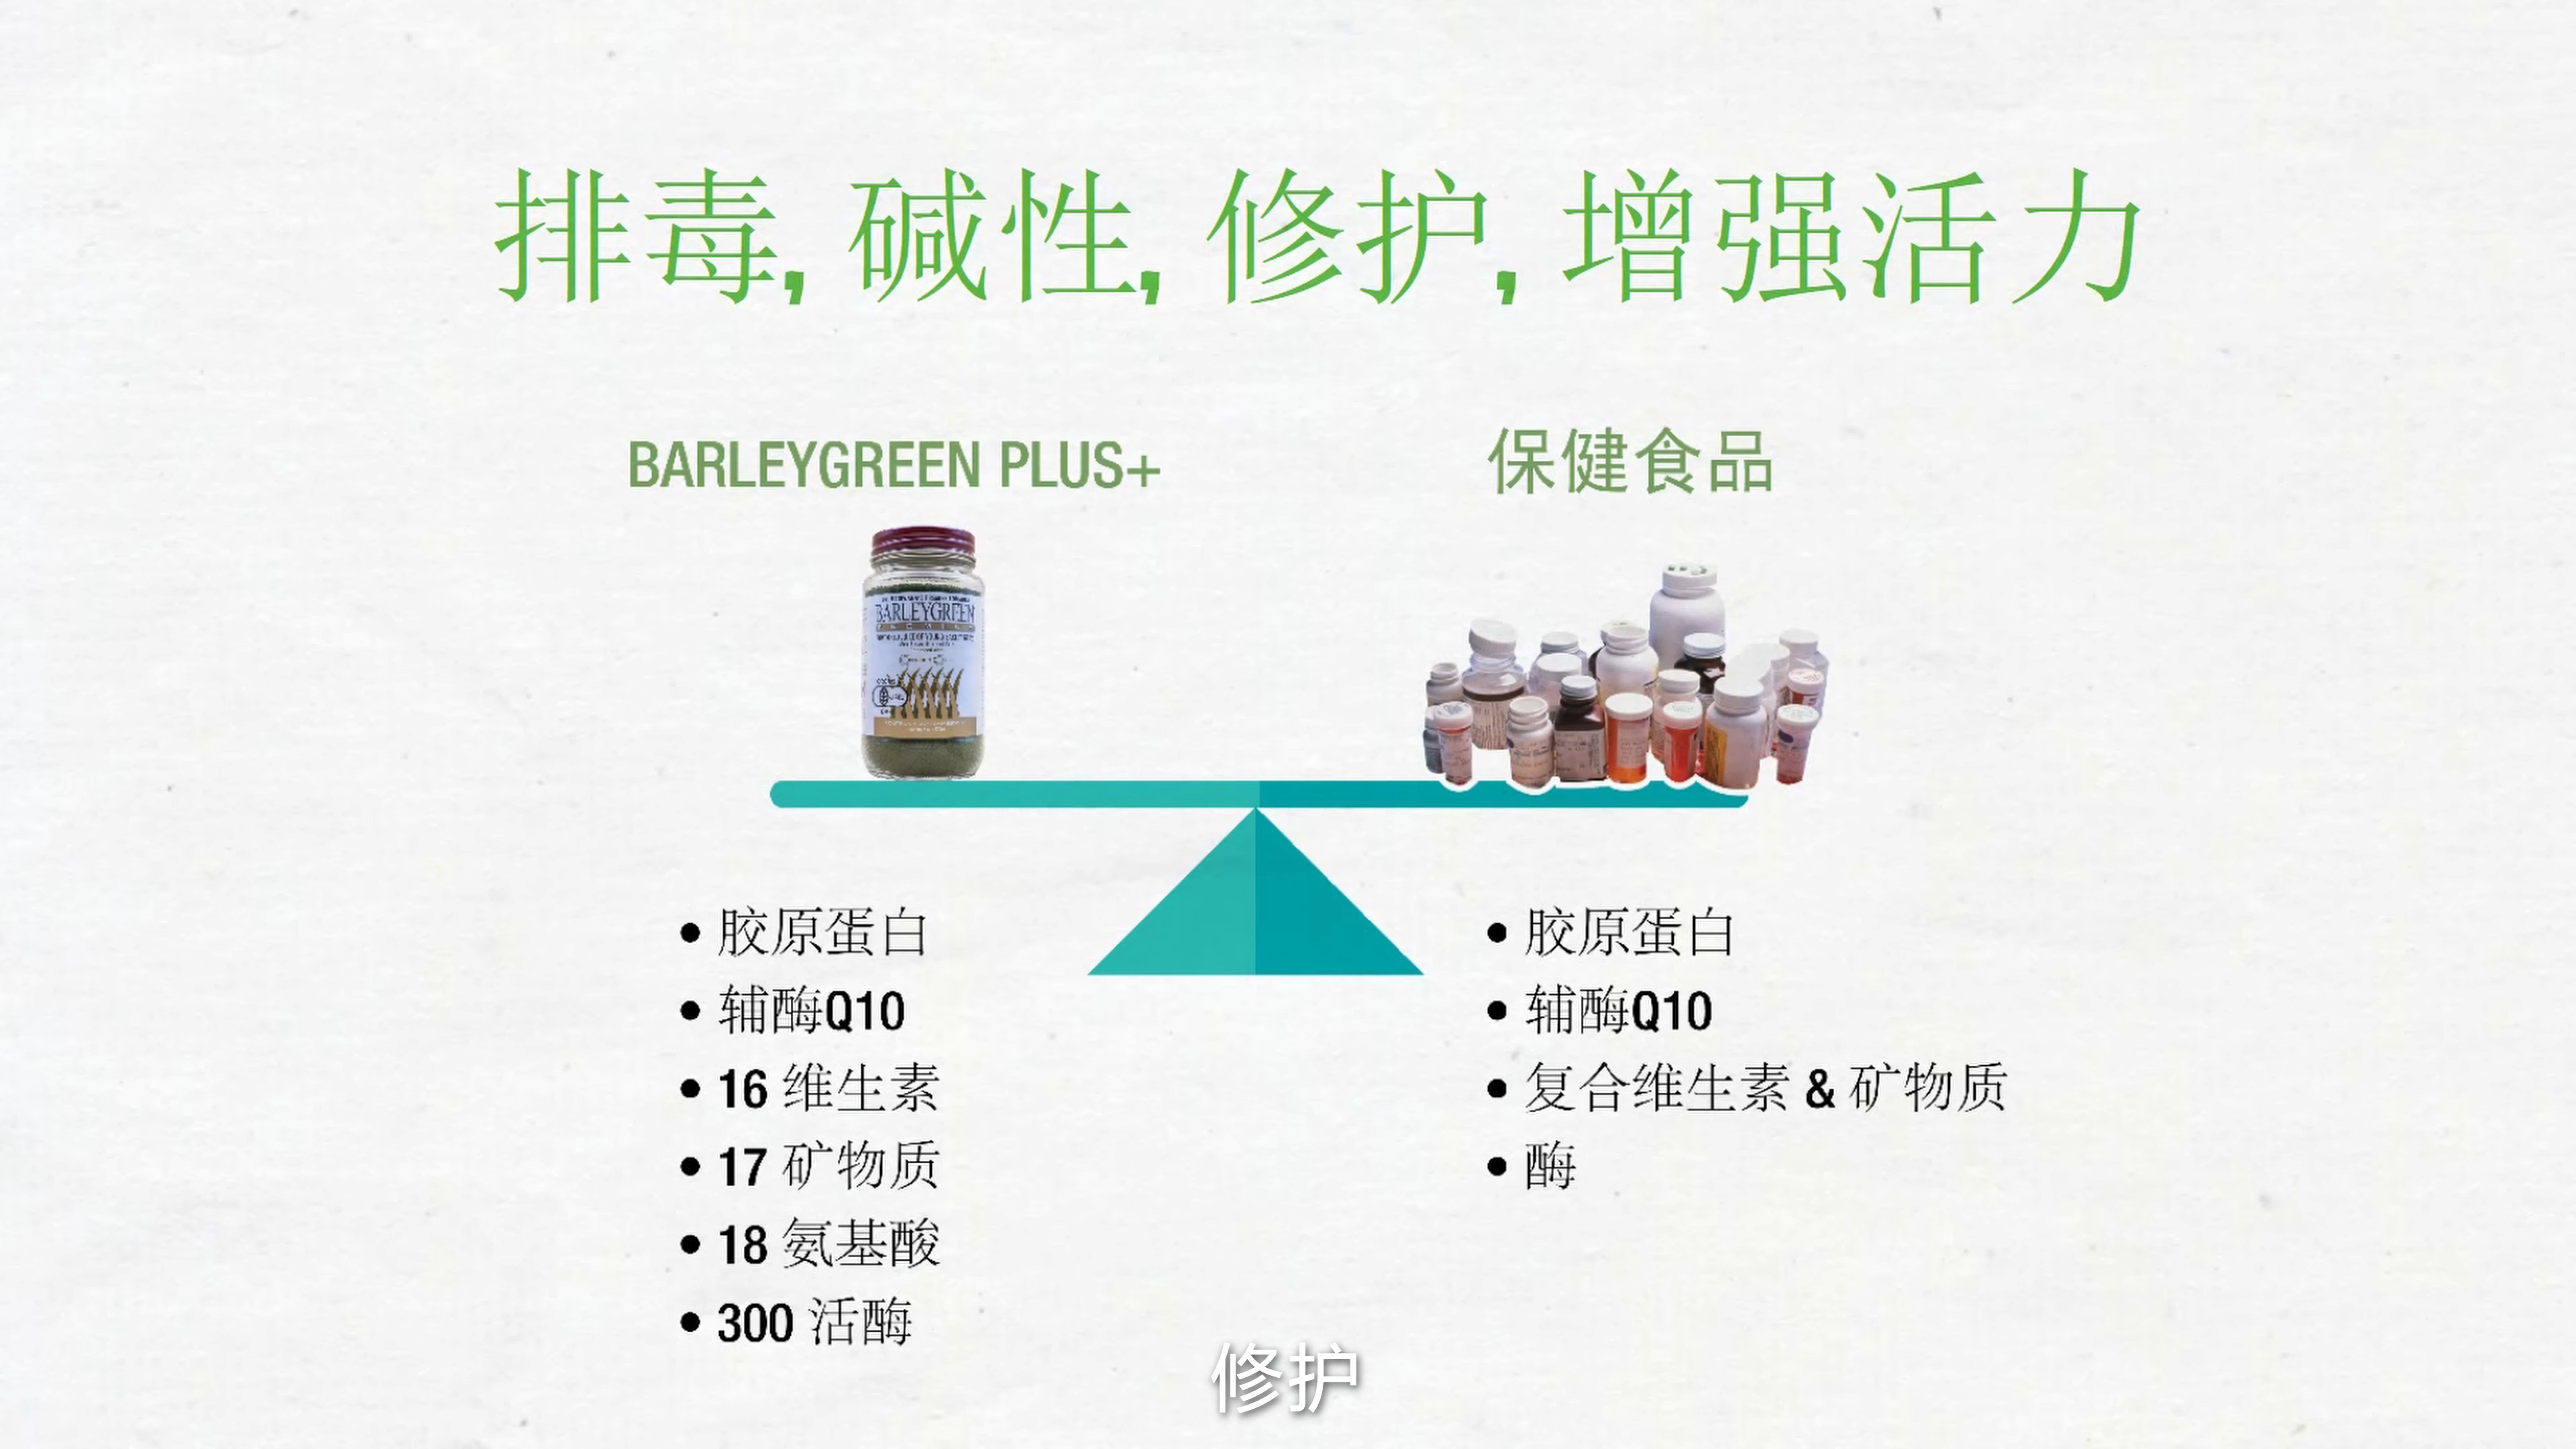 排毒, 碱性, 修护, 增强活力
BARLEYGREEN PLUS+
保健食品
BARLEYGREEN
• 胶原蛋白
• 辅酶Q10
• 16 维生素
• 17 矿物质
• 18 氨基酸
• 300 活酶
• 胶原蛋白
• 辅酶Q10
• 复合维生素 & 矿物质
• 酶
修护